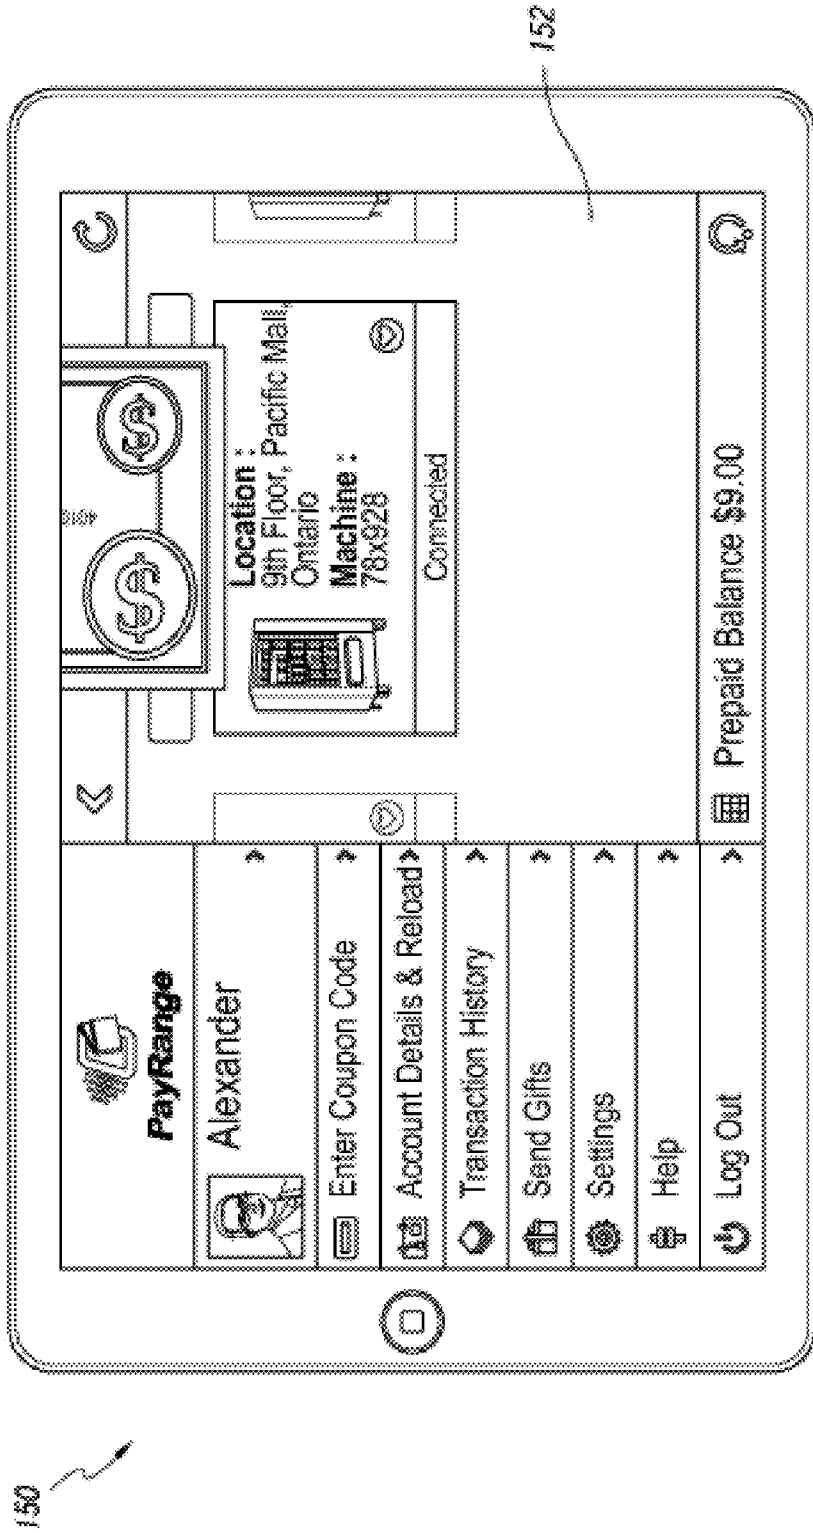 150
152
PayRange
Alexander
Enter Coupon Code
Account Details & Reload
Transaction History
Send Gifts
Settings
Help
Log Out
$
$
Location :
9th Floor, Pacific Mall,
Ontario
Machine :
78x928
Connected
Prepaid Balance $9.00